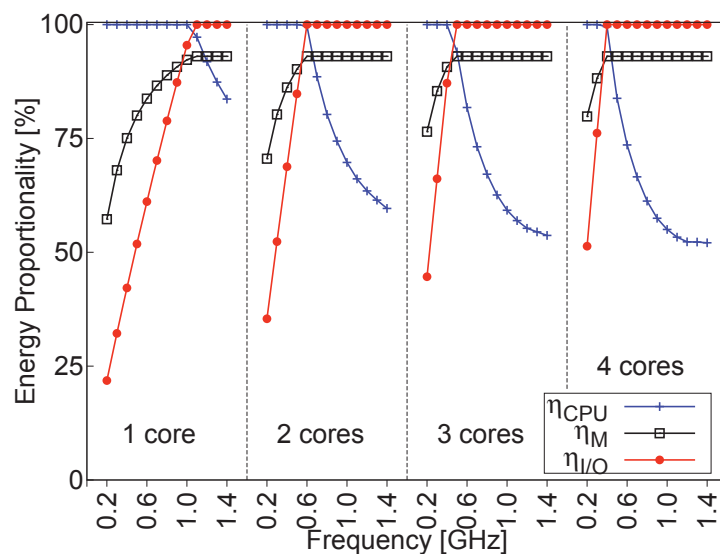 Energy Proportionality [%]
100
75
50
25
0
1 core
2 cores
3 cores
4 cores
ηCPU
ηM
ηI/O
0.2 0.6 1.0 1.4 0.2 0.6 1.0 1.4 0.2 0.6 1.0 1.4 0.2 0.6 1.0 1.4
Frequency [GHz]